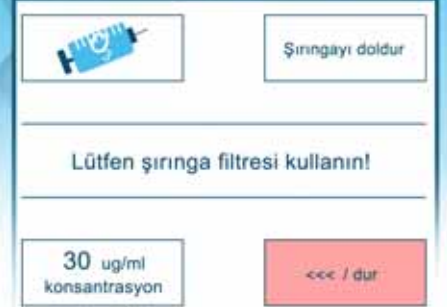 Şırıngayı doldur
Lütfen şırınga filtresi kullanın!
30 ug/ml
konsantrasyon
<<< / dur